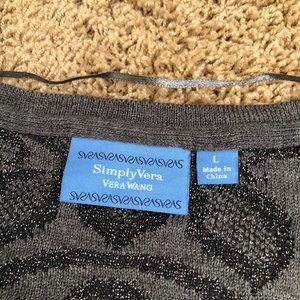 SimplyVera
VERA WANG
L
Made in
China